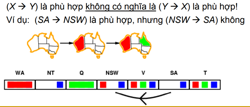 (X → Y) là phù hợp không có nghĩa là (Y → X) là phù hợp!
Ví dụ: (SA → NSW) là phù hợp, nhưng (NSW → SA) không
WA NT Q NSW V SA T